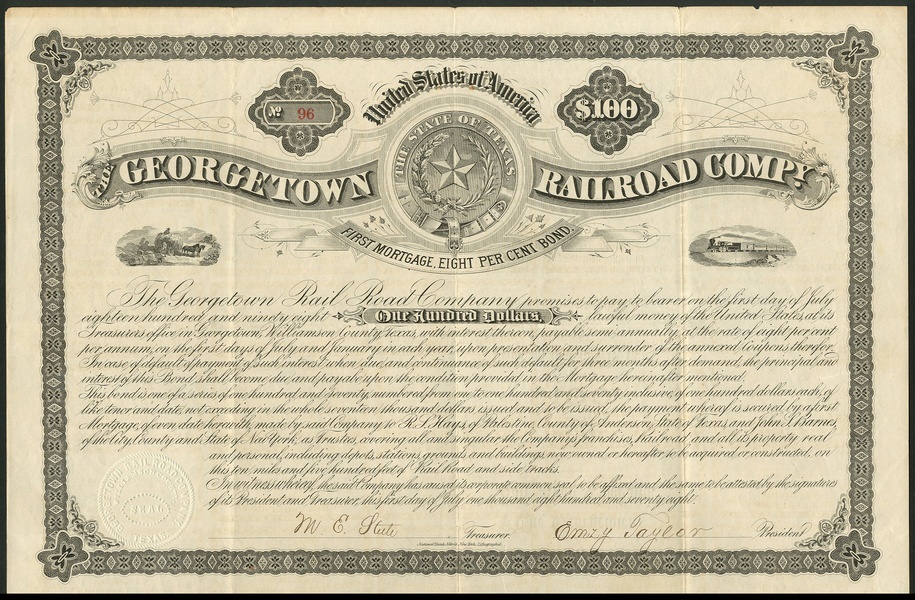 United States of America
No 96
$100
THE STATE OF TEXAS
THE GEORGETOWN RAILROAD COMPY.
FIRST MORTGAGE, EIGHT PER CENT BOND.
The Georgetown Rail Road Company promises to pay to bearer, on the first day of July
eighteen hundred and ninety eight One Hundred Dollars, lawful money of the United States, at its
Treasurer's office in Georgetown, Williamson County, Texas, with interest thereon, payable semi-annually, at the rate of eight per cent
per annum, on the first days of July and January in each year, upon presentation and surrender of the annexed Coupons therefor.
In case of default of payment of such interest when due, and continuance of such default for three months after demand, the principal and
interest of this Bond shall become due and payable upon the condition provided in the Mortgage hereinafter mentioned.
This bond is one of a series of one hundred and seventy, numbered from one to one hundred and seventy inclusive, of one hundred dollars each, of
like tenor and date, not exceeding in the whole seventeen thousand dollars issued and to be issued, the payment whereof is secured by a first
Mortgage, of even date herewith, made by said Company to R. S. Hays, of Palestine, County of Anderson, State of Texas, and John S. Barnes,
of the City, County and State of New York, as Trustees, covering all and singular the Company's franchises, Railroad, and all its property real
and personal, including depots, stations, grounds and buildings, now owned or hereafter to be acquired or constructed, on
this ten miles and five hundred feet of Rail Road and side tracks.
In witness whereof, the said Company has caused its corporate common seal to be affixed and the same to be attested by the signatures
of its President and Treasurer, this first day of July one thousand eight hundred and seventy eight.
M. E. Steele Treasurer. Emzy Taylor President
SEAL
TEXAS